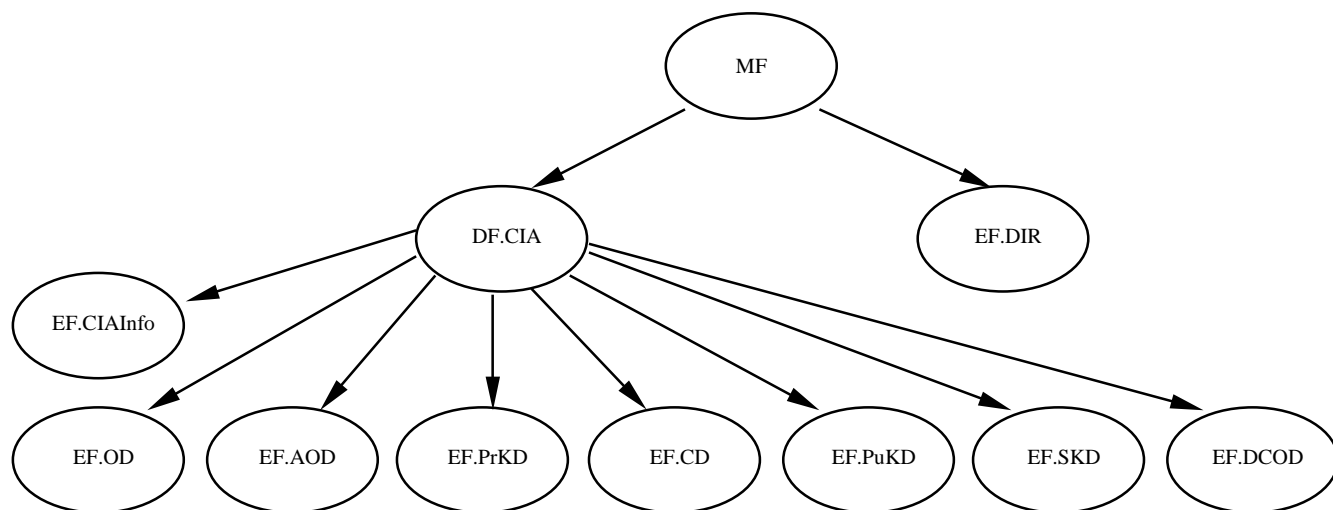 MF
DF.CIA
EF.DIR
EF.CIAInfo
EF.OD
EF.AOD
EF.PrKD
EF.CD
EF.PuKD
EF.SKD
EF.DCOD